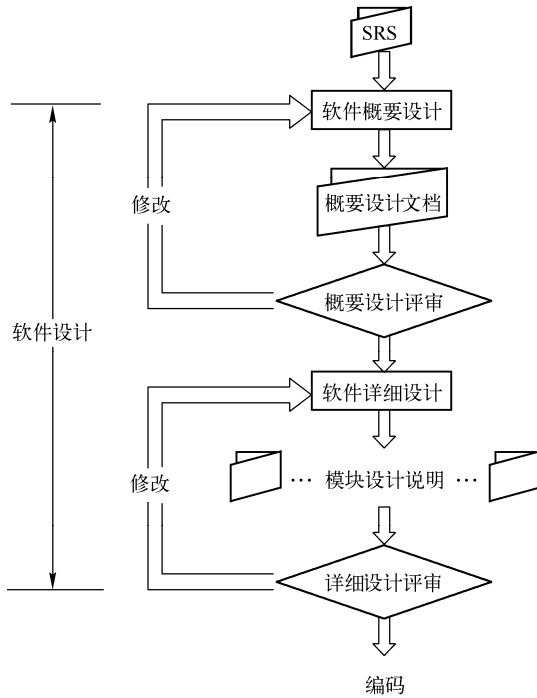 SRS
软件概要设计
概要设计文档
修改
概要设计评审
软件设计
软件详细设计
修改
… 模块设计说明 …
详细设计评审
编码